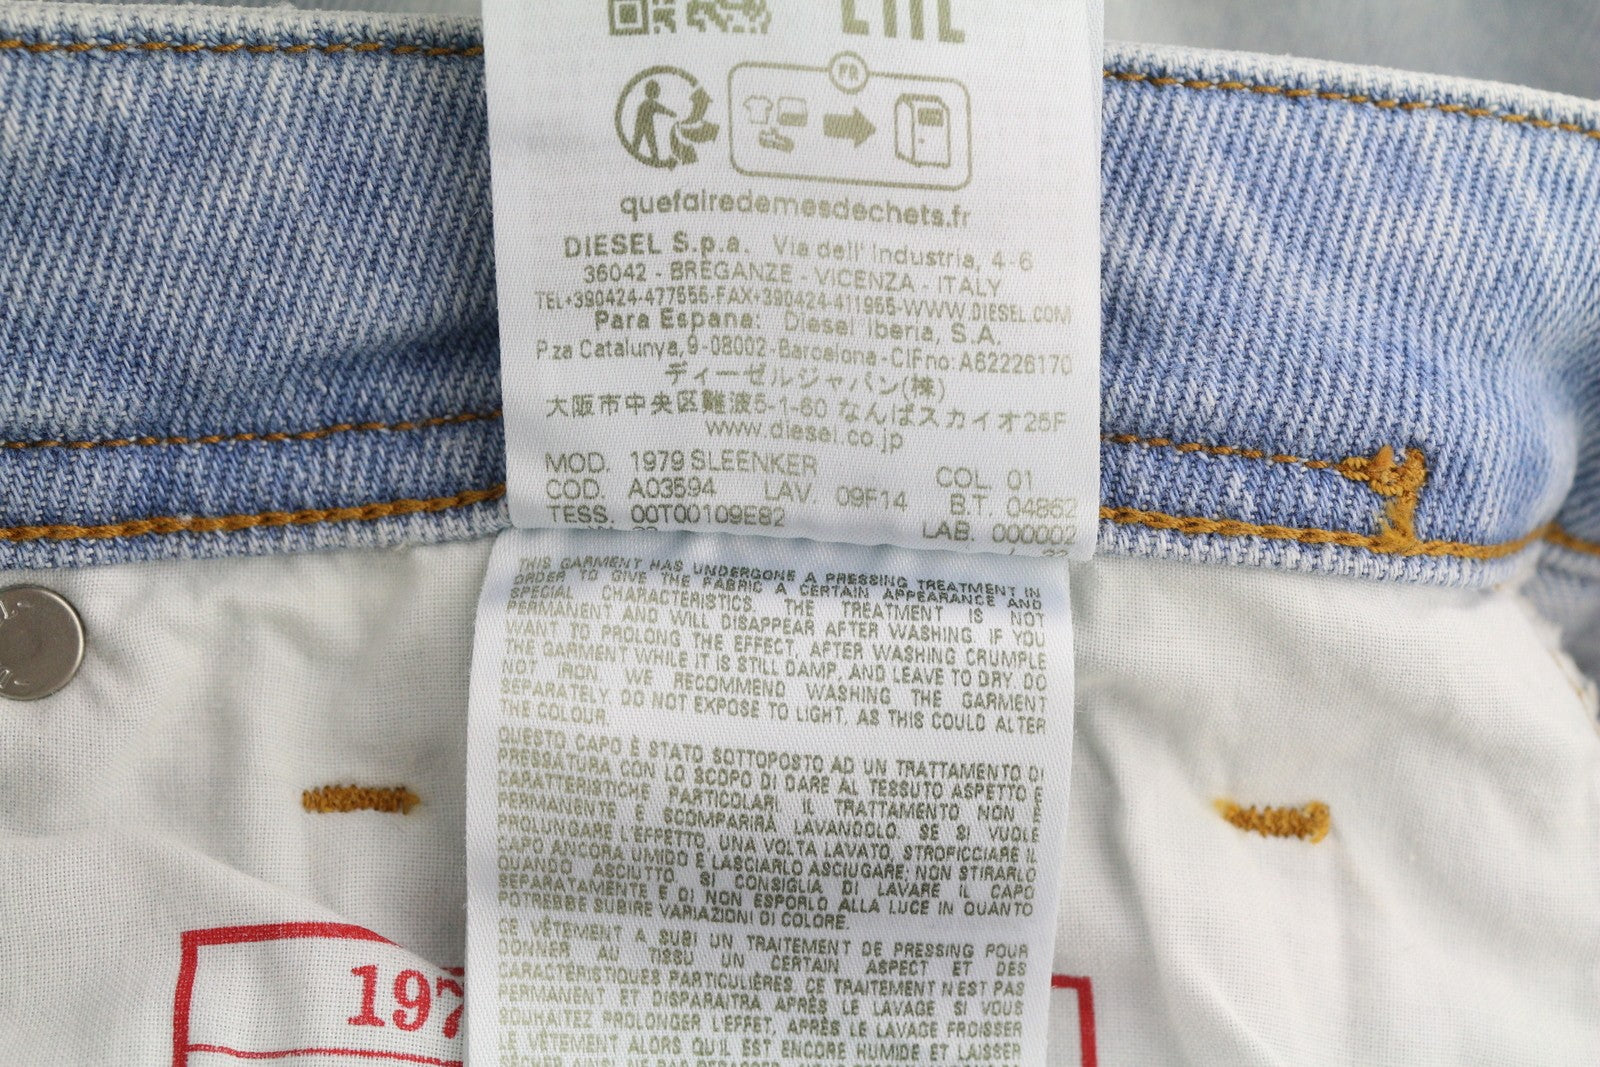 FR
quefairedemesdechets.fr
DIESEL S.p.a. Via dell' Industria, 4-6
36042 - BREGANZE - VICENZA - ITALY
TEL+390424-477555-FAX+390424-411955-WWW.DIESEL.COM
Para Espana: Diesel Iberia, S.A.
P.za Catalunya,9-08002-Barcelona-CIFno:A62226170
ディーゼルジャパン(株)
大阪市中央区難波5-1-60 なんばスカイオ25F
www.diesel.co.jp
MOD. 1979 SLEENKER COL. 01
COD. A03594 LAV. 09F14 B.T. 04862
TESS. 00T00109E82 LAB. 000002
THIS GARMENT HAS UNDERGONE A PRESSING TREATMENT IN
ORDER TO GIVE THE FABRIC A CERTAIN APPEARANCE AND
SPECIAL CHARACTERISTICS. THE TREATMENT IS NOT
PERMANENT AND WILL DISAPPEAR AFTER WASHING. IF YOU
WANT TO PROLONG THE EFFECT, AFTER WASHING CRUMPLE
THE GARMENT WHILE IT IS STILL DAMP, AND LEAVE TO DRY. DO
NOT IRON. WE RECOMMEND WASHING THE GARMENT
SEPARATELY DO NOT EXPOSE TO LIGHT, AS THIS COULD ALTER
THE COLOUR.
QUESTO CAPO È STATO SOTTOPOSTO AD UN TRATTAMENTO DI
PRESSATURA CON LO SCOPO DI DARE AL TESSUTO ASPETTO E
CARATTERISTICHE PARTICOLARI. IL TRATTAMENTO NON È
PERMANENTE E SCOMPARIRÀ LAVANDOLO. SE SI VUOLE
PROLUNGARE L'EFFETTO, UNA VOLTA LAVATO, STROFICCIARE IL
CAPO ANCORA UMIDO E LASCIARLO ASCIUGARE; NON STIRARLO
QUANDO ASCIUTTO. SI CONSIGLIA DI LAVARE IL CAPO
SEPARATAMENTE E DI NON ESPORLO ALLA LUCE IN QUANTO
POTREBBE SUBIRE VARIAZIONI DI COLORE.
CE VÊTEMENT A SUBI UN TRAITEMENT DE PRESSING POUR
DONNER AU TISSU UN CERTAIN ASPECT ET DES
CARACTÉRISTIQUES PARTICULIÈRES. CE TRAITEMENT N'EST PAS
PERMANENT ET DISPARAITRA APRÈS LE LAVAGE SI VOUS
SOUHAITEZ PROLONGER L'EFFET, APRÈS LE LAVAGE FROISSER
LE VÊTEMENT ALORS QU'IL EST ENCORE HUMIDE ET LAISSER
197